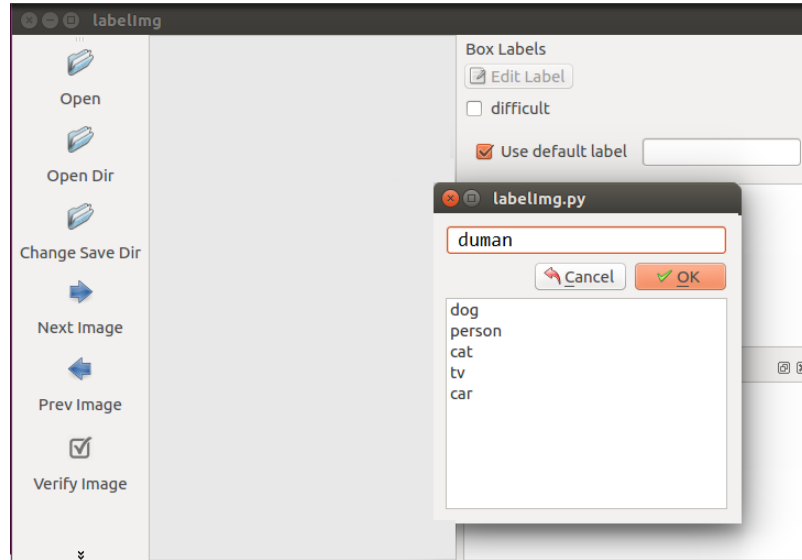 labelImg
Open
Open Dir
Change Save Dir
Next Image
Prev Image
Verify Image
Box Labels
Edit Label
difficult
Use default label
labelImg.py
duman
Cancel
OK
dog
person
cat
tv
car